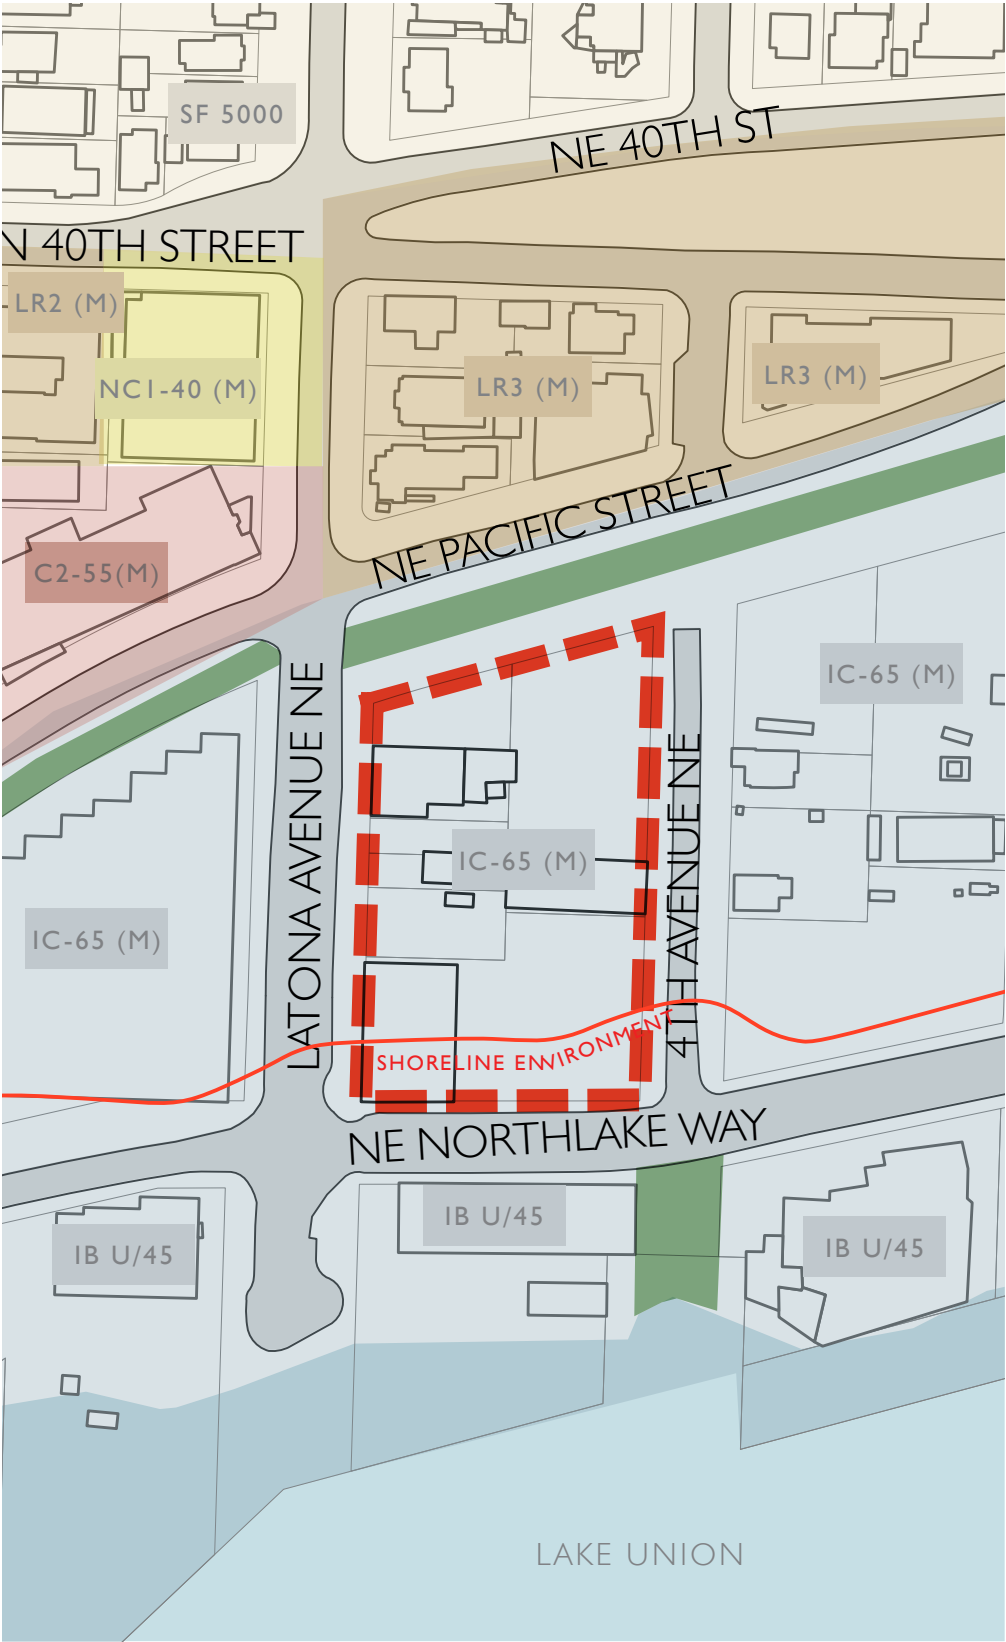 SF 5000
NE 40TH ST
N 40TH STREET
LR2 (M)
NC1-40 (M)
LR3 (M)
LR3 (M)
NE PACIFIC STREET
C2-55(M)
LATONA AVENUE NE
IC-65 (M)
4TH AVENUE NE
IC-65 (M)
IC-65 (M)
SHORELINE ENVIRONMENT
NE NORTHLAKE WAY
IB U/45
IB U/45
IB U/45
LAKE UNION